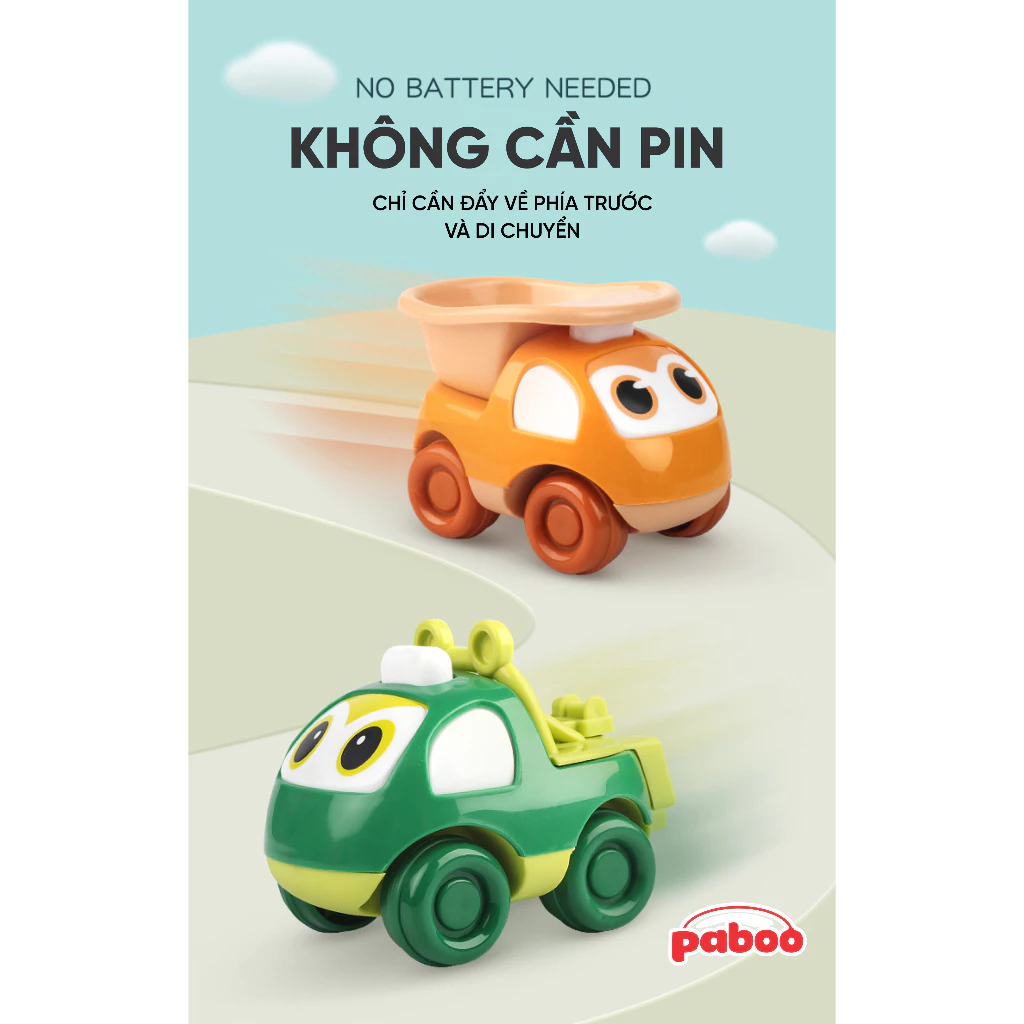 NO BATTERY NEEDED
KHÔNG CẦN PIN
CHỈ CẦN ĐẨY VỀ PHÍA TRƯỚC
VÀ DI CHUYỂN
paboo